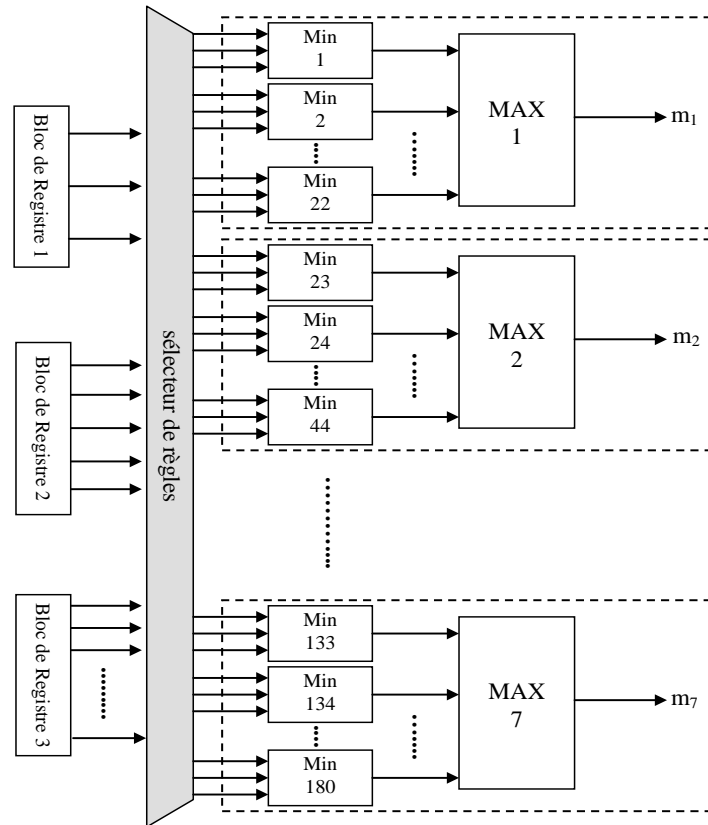 Bloc de Registre 1
Bloc de Registre 2
Bloc de Registre 3
sélecteur de règles
Min
1
Min
2
Min
22
MAX
1
m1
Min
23
Min
24
Min
44
MAX
2
m2
Min
133
Min
134
Min
180
MAX
7
m7